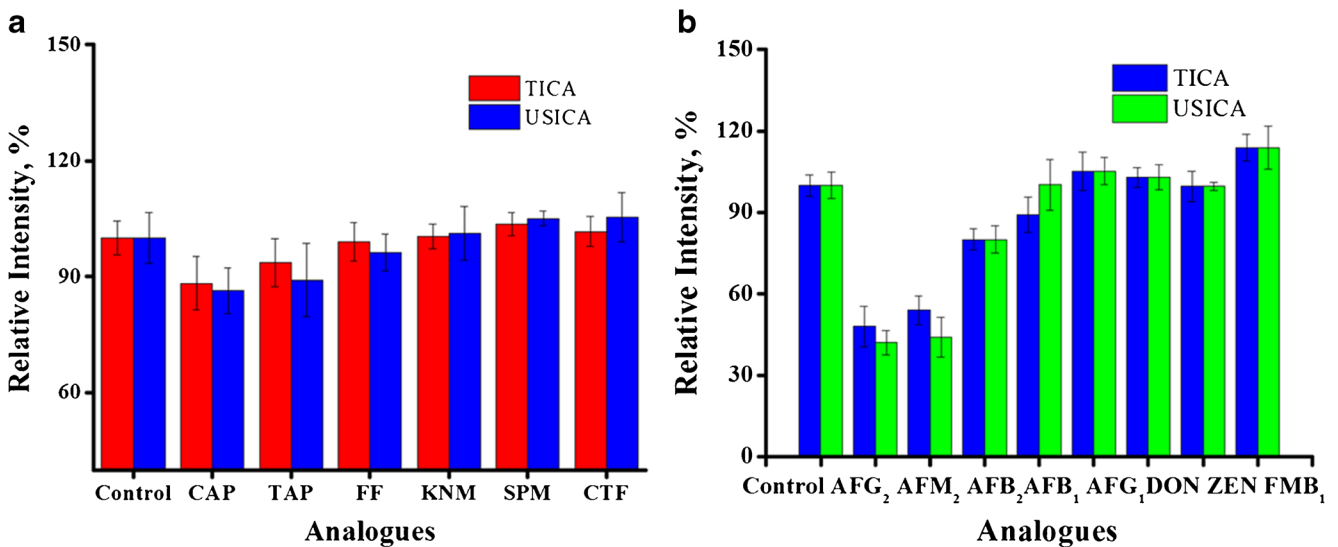 a
150
120
90
60
Relative Intensity, %
TICA
USICA
Control CAP TAP FF KNM SPM CTF
Analogues
b
150
120
90
60
30
0
Relative Intensity, %
TICA
USICA
Control AFG₂ AFM₂ AFB₂ AFB₁ AFG₁ DON ZEN FMB₁
Analogues